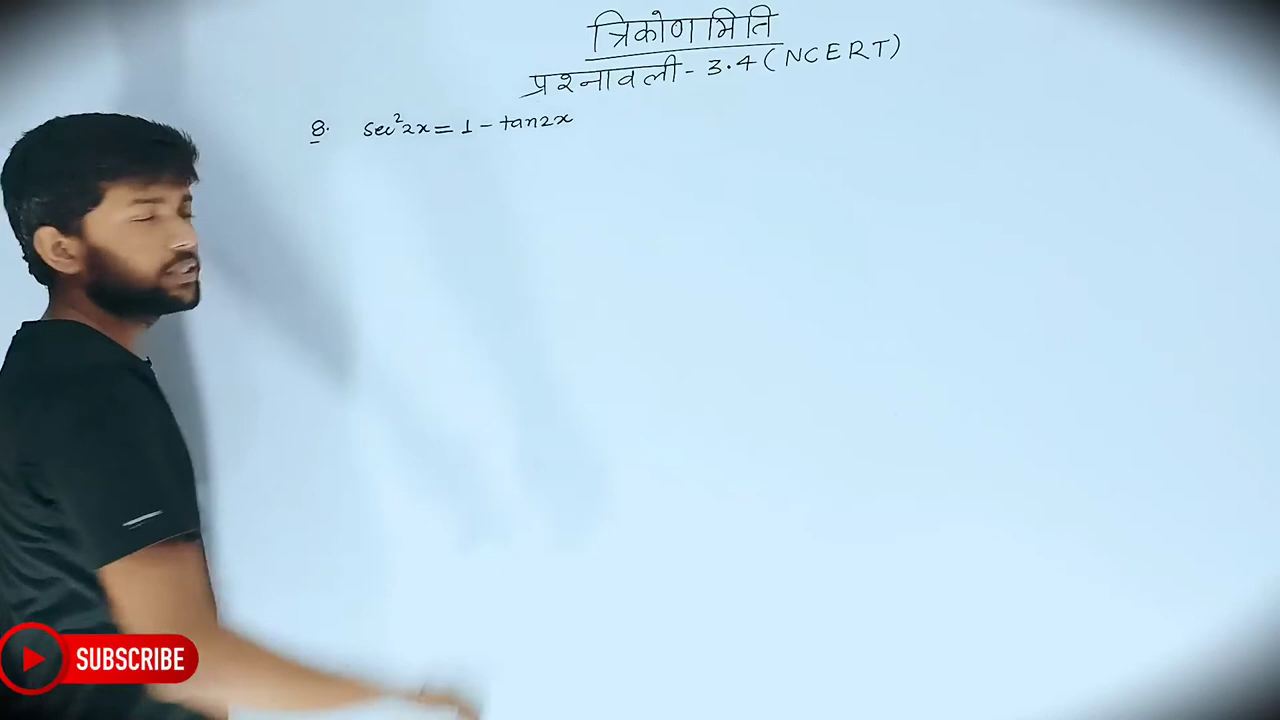 त्रिकोणमिति
प्रश्नावली - 3.4 (NCERT)
8. sec²2x = 1 - tan2x
SUBSCRIBE